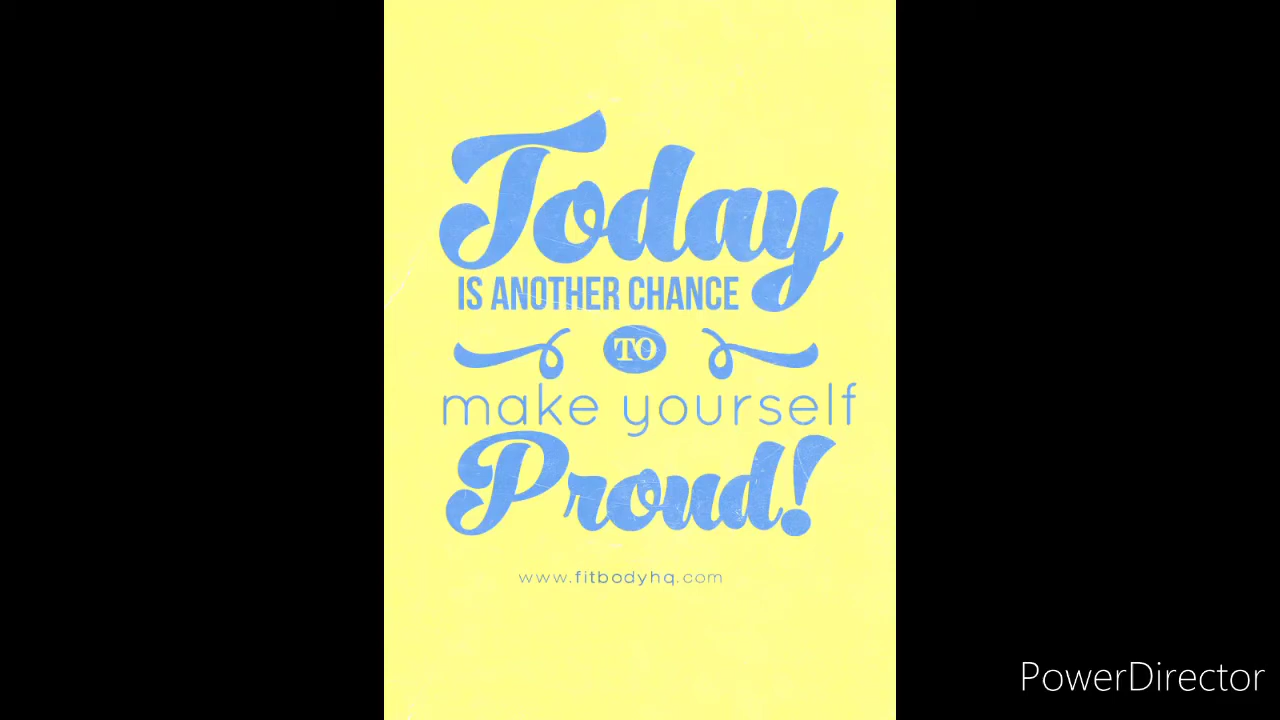 Today
IS ANOTHER CHANCE
TO
make yourself
Proud!
www.fitbodyhq.com
PowerDirector